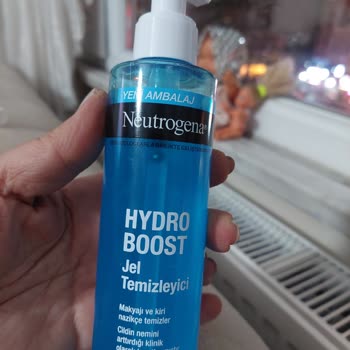 YENİ AMBALAJ
Neutrogena®
HYDRO
BOOST
Jel
Temizleyici
Makyajı ve kiri
nazikçe temizler
Cildin nemini
arttırdığı klinik